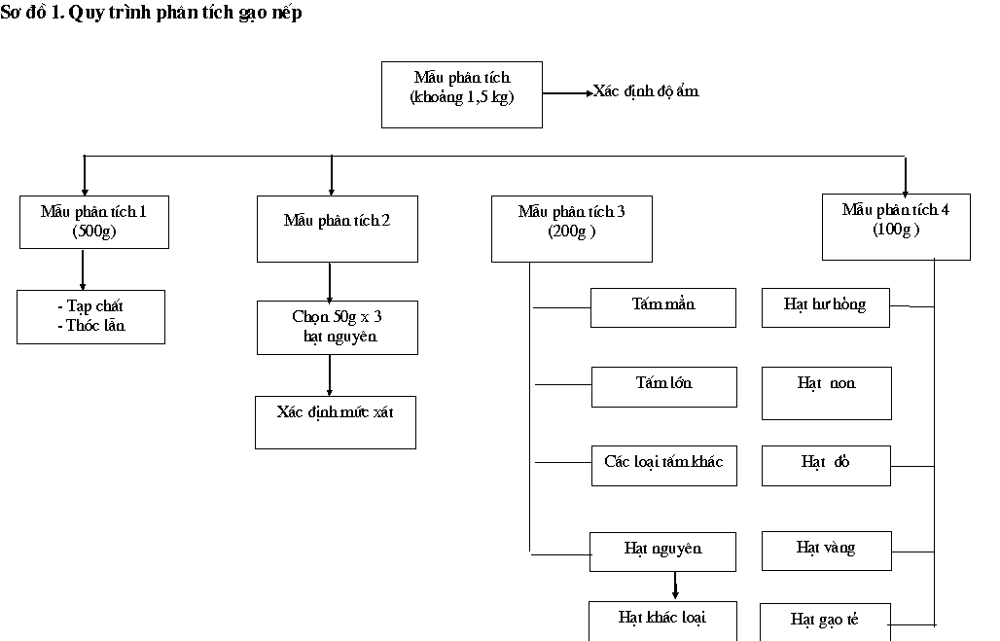 Sơ đồ 1. Quy trình phân tích gạo nếp
Mẫu phân tích
(khoảng 1,5 kg)
Xác định độ ẩm
Mẫu phân tích 1
(500g)
Mẫu phân tích 2
Mẫu phân tích 3
(200g )
Mẫu phân tích 4
(100g )
- Tạp chất
- Thóc lẫn
Chọn 50g x 3
hạt nguyên
Xác định mức xát
Tấm mẳn
Hạt hư hỏng
Tấm lớn
Hạt non
Các loại tấm khác
Hạt đỏ
Hạt nguyên
Hạt vàng
Hạt khác loại
Hạt gạo tẻ